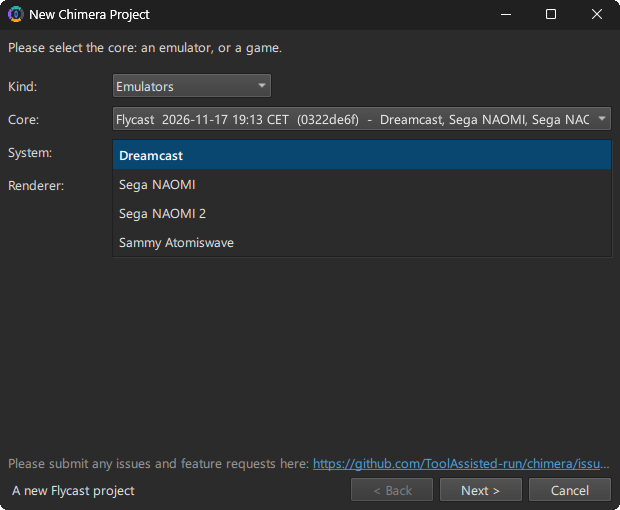 New Chimera Project
Please select the core: an emulator, or a game.
Kind: Emulators
Core: Flycast 2026-11-17 19:13 CET (0322de6f) - Dreamcast, Sega NAOMI, Sega NAC
System: Dreamcast
Renderer: Sega NAOMI
Sega NAOMI 2
Sammy Atomiswave
Please submit any issues and feature requests here: https://github.com/ToolAssisted-run/chimera/issu...
A new Flycast project
< Back
Next >
Cancel